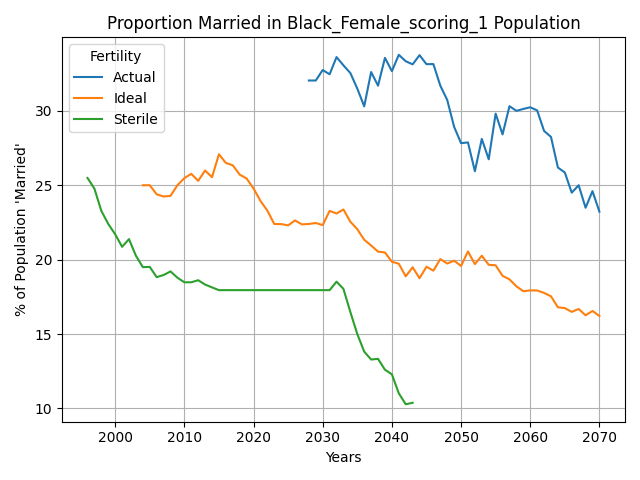 Proportion Married in Black_Female_scoring_1 Population
Fertility
Actual
Ideal
Sterile
% of Population 'Married'
30
25
20
15
10
2000 2010 2020 2030 2040 2050 2060 2070
Years